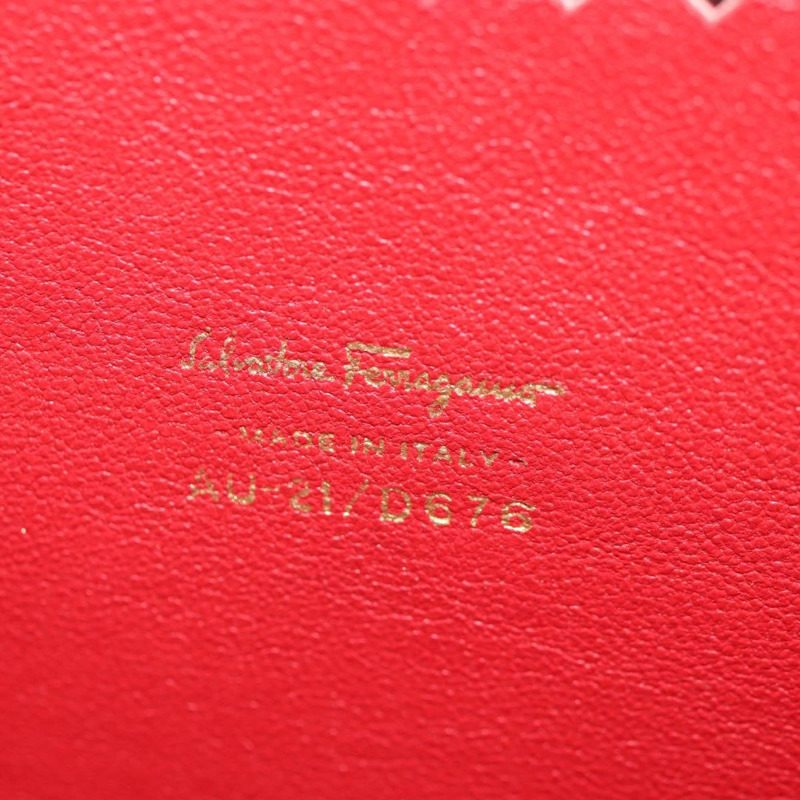 Salvatore Ferragamo
- MADE IN ITALY -
AU-21/D676